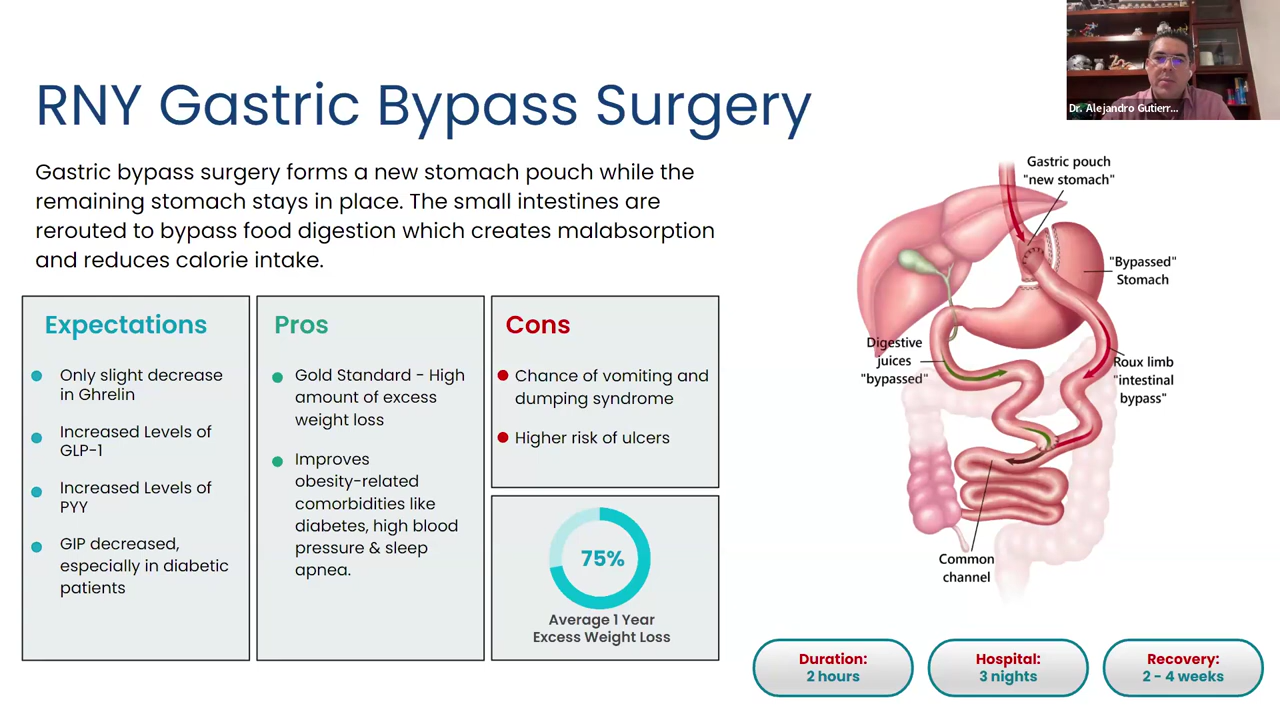 Dr. Alejandro Gutierr...
RNY Gastric Bypass Surgery
Gastric bypass surgery forms a new stomach pouch while the
remaining stomach stays in place. The small intestines are
rerouted to bypass food digestion which creates malabsorption
and reduces calorie intake.
Expectations
Only slight decrease
in Ghrelin
Increased Levels of
GLP-1
Increased Levels of
PYY
GIP decreased,
especially in diabetic
patients
Pros
Gold Standard - High
amount of excess
weight loss
Improves
obesity-related
comorbidities like
diabetes, high blood
pressure & sleep
apnea.
Cons
Chance of vomiting and
dumping syndrome
Higher risk of ulcers
75%
Average 1 Year
Excess Weight Loss
Gastric pouch
"new stomach"
"Bypassed"
Stomach
Digestive
juices
"bypassed"
Roux limb
"intestinal
bypass"
Common
channel
Duration:
2 hours
Hospital:
3 nights
Recovery:
2 - 4 weeks